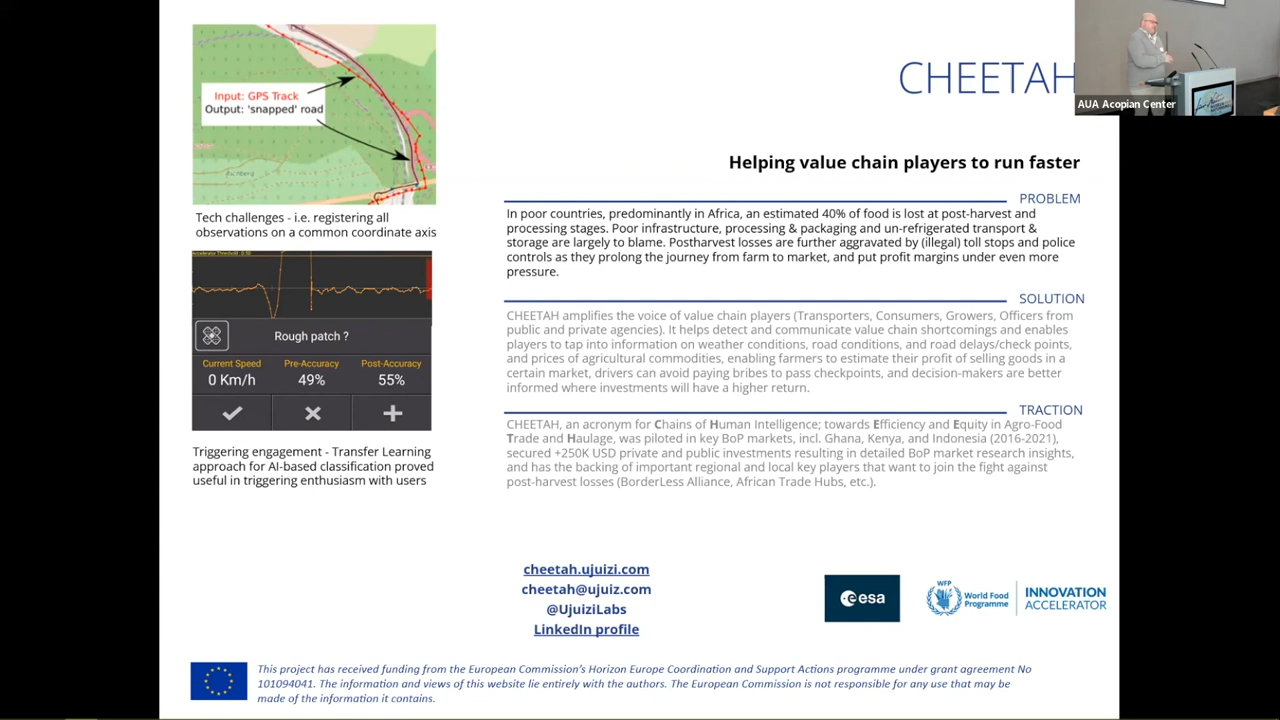 CHEETAH
AUA Acopian Center
Input: GPS Track
Output: 'snapped' road
Tech challenges - i.e. registering all
observations on a common coordinate axis
Rough patch ?
Current Speed
Pre-Accuracy
Post-Accuracy
0 Km/h
49%
55%
Triggering engagement - Transfer Learning
approach for AI-based classification proved
useful in triggering enthusiasm with users
Helping value chain players to run faster
PROBLEM
In poor countries, predominantly in Africa, an estimated 40% of food is lost at post-harvest and
processing stages. Poor infrastructure, processing & packaging and un-refrigerated transport &
storage are largely to blame. Postharvest losses are further aggravated by (illegal) toll stops and police
controls as they prolong the journey from farm to market, and put profit margins under even more
pressure.
SOLUTION
CHEETAH amplifies the voice of value chain players (Transporters, Consumers, Growers, Officers from
public and private agencies). It helps detect and communicate value chain shortcomings and enables
players to tap into information on weather conditions, road conditions, and road delays/check points,
and prices of agricultural commodities, enabling farmers to estimate their profit of selling goods in a
certain market, drivers can avoid paying bribes to pass checkpoints, and decision-makers are better
informed where investments will have a higher return.
TRACTION
CHEETAH, an acronym for Chains of Human Intelligence; towards Efficiency and Equity in Agro-Food
Trade and Haulage, was piloted in key BoP markets, incl. Ghana, Kenya, and Indonesia (2016-2021),
secured +250K USD private and public investments resulting in detailed BoP market research insights,
and has the backing of important regional and local key players that want to join the fight against
post-harvest losses (BorderLess Alliance, African Trade Hubs, etc.).
cheetah.ujuizi.com
cheetah@ujuiz.com
@UjuiziLabs
LinkedIn profile
esa
WFP
World Food
Programme
INNOVATION
ACCELERATOR
This project has received funding from the European Commission's Horizon Europe Coordination and Support Actions programme under grant agreement No
101094041. The information and views of this website lie entirely with the authors. The European Commission is not responsible for any use that may be
made of the information it contains.